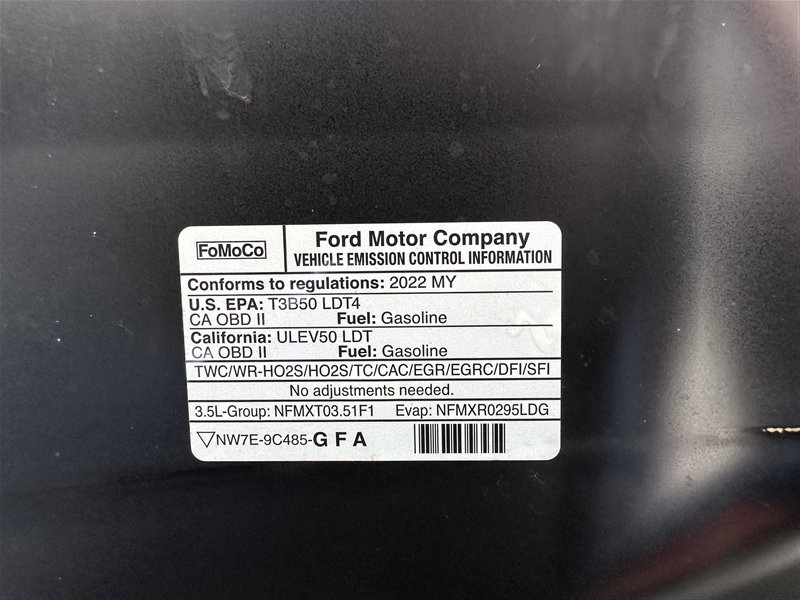 FoMoCo
Ford Motor Company
VEHICLE EMISSION CONTROL INFORMATION
Conforms to regulations: 2022 MY
U.S. EPA: T3B50 LDT4
CA OBD II Fuel: Gasoline
California: ULEV50 LDT
CA OBD II Fuel: Gasoline
TWC/WR-HO2S/HO2S/TC/CAC/EGR/EGRC/DFI/SFI
No adjustments needed.
3.5L-Group: NFMXT03.51F1 Evap: NFMXR0295LDG
NW7E-9C485-G F A